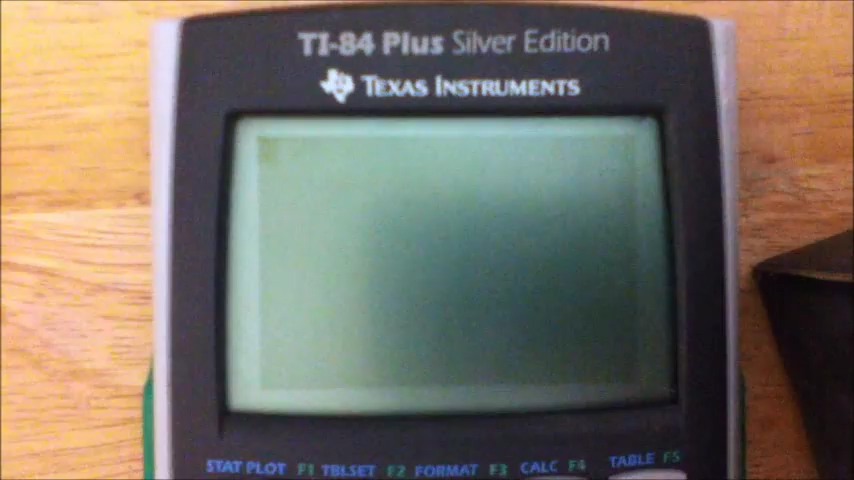 TI-84 Plus Silver Edition
TEXAS INSTRUMENTS
STAT PLOT F1 TBLSET F2 FORMAT F3 CALC F4 TABLE F5